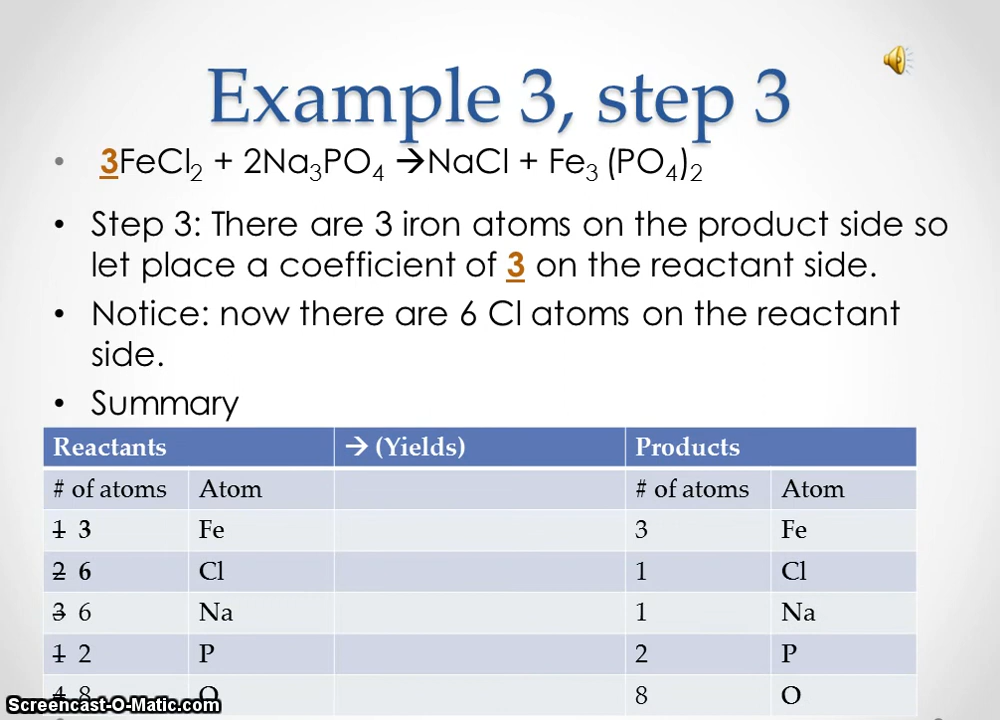 Example 3, step 3
• 3FeCl₂ + 2Na₃PO₄ →NaCl + Fe₃ (PO₄)₂
• Step 3: There are 3 iron atoms on the product side so
let place a coefficient of 3 on the reactant side.
• Notice: now there are 6 Cl atoms on the reactant
side.
• Summary
Reactants → (Yields) Products
# of atoms Atom # of atoms Atom
1 3 Fe 3 Fe
2 6 Cl 1 Cl
3 6 Na 1 Na
1 2 P 2 P
4 8 O 8 O
Screencast-O-Matic.com